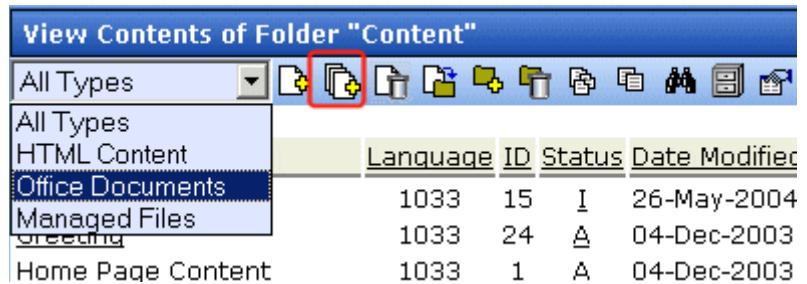 View Contents of Folder "Content"
All Types
All Types
HTML Content
Language ID Status Date Modified
Office Documents
1033 15 I 26-May-2004
Managed Files
Greeting 1033 24 A 04-Dec-2003
Home Page Content 1033 1 A 04-Dec-2003